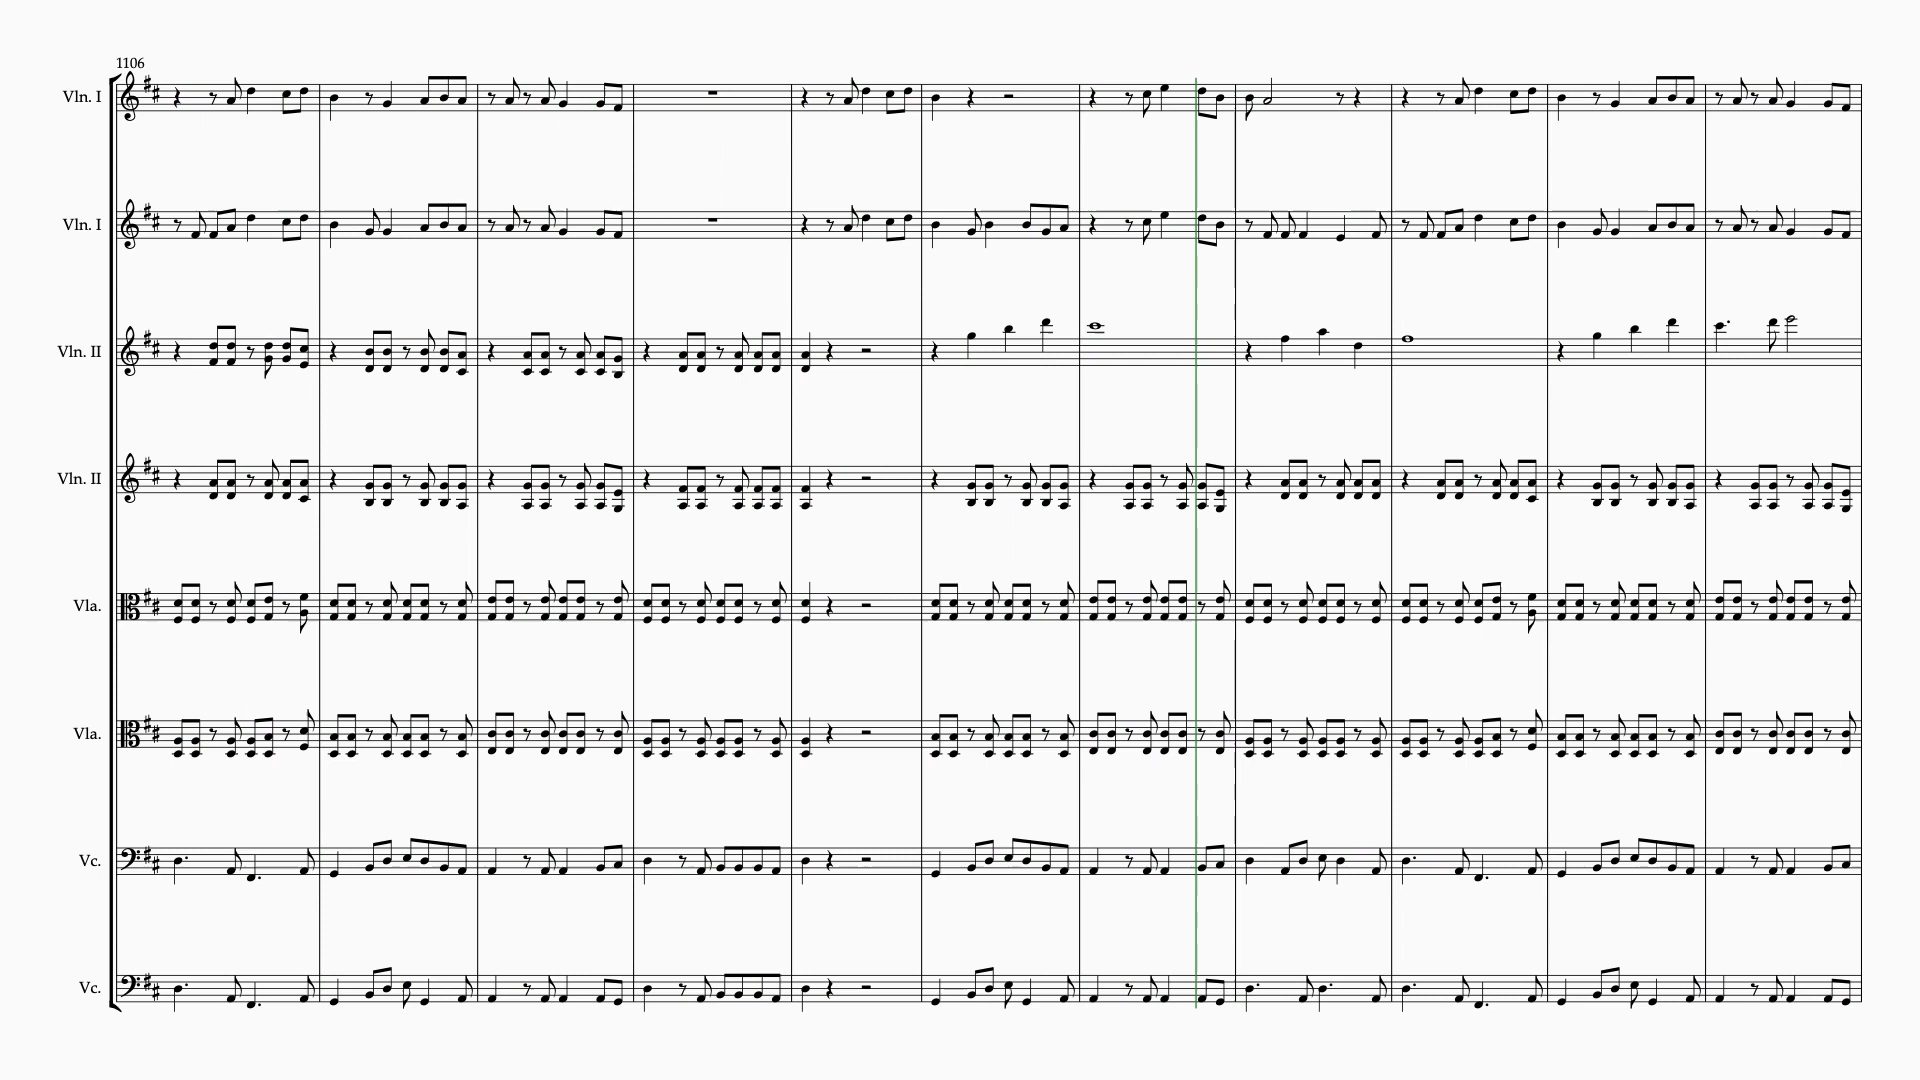 1106
Vln. I
Vln. I
Vln. II
Vln. II
Vla.
Vla.
Vc.
Vc.